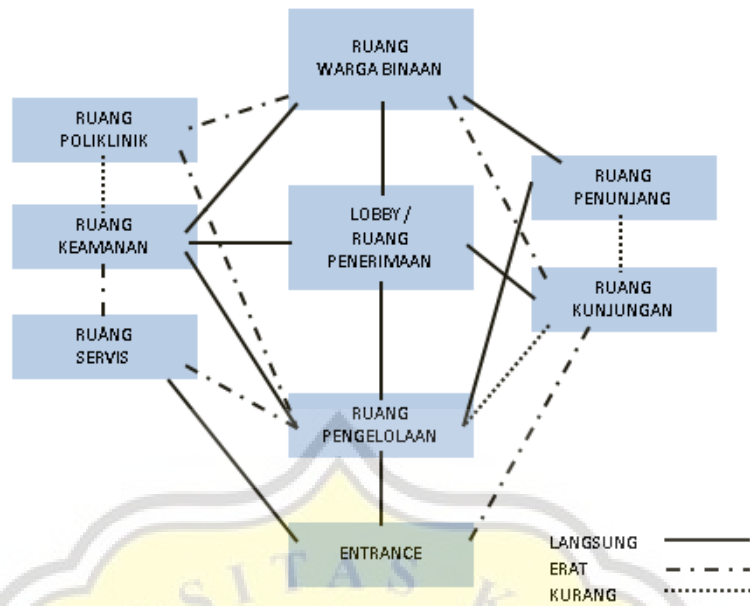 RUANG
WARGA BINAAN
RUANG
POLIKLINIK
RUANG
PENUNJANG
RUANG
KEAMANAN
LOBBY /
RUANG
PENERIMAAN
RUANG
KUNJUNGAN
RUANG
SERVIS
RUANG
PENGELOLAAN
ENTRANCE
LANGSUNG
ERAT
KURANG
S I T A S K